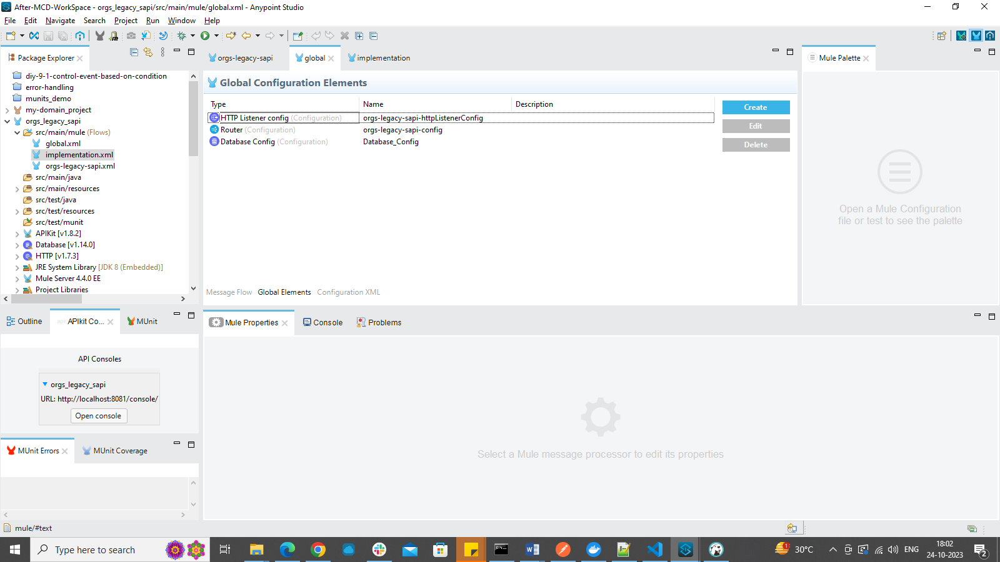 After-MCD-WorkSpace - orgs_legacy_sapi/src/main/mule/global.xml - Anypoint Studio
File Edit Navigate Search Project Run Window Help
Package Explorer
diy-9-1-control-event-based-on-condition
error-handling
munits_demo
my-domain_project
orgs_legacy_sapi
src/main/mule (Flows)
global.xml
implementation.xml
orgs-legacy-sapi.xml
src/main/java
src/main/resources
src/test/java
src/test/resources
src/test/munit
APIKit [v1.8.2]
Database [v1.14.0]
HTTP [v1.7.3]
JRE System Library [JDK 8 (Embedded)]
Mule Server 4.4.0 EE
Project Libraries
orgs-legacy-sapi global implementation
Global Configuration Elements
Type Name Description
HTTP Listener config (Configuration) orgs-legacy-sapi-httpListenerConfig
Router (Configuration) orgs-legacy-sapi-config
Database Config (Configuration) Database_Config
Create
Edit
Delete
Message Flow Global Elements Configuration XML
Mule Palette
Open a Mule Configuration
file or test to see the palette
Outline APIkit Co... MUnit
API Consoles
orgs_legacy_sapi
URL: http://localhost:8081/console/
Open console
MUnit Errors MUnit Coverage
Mule Properties Console Problems
Select a Mule message processor to edit its properties
mule/#text
Type here to search
1
30°C
ENG
18:02
24-10-2023
2